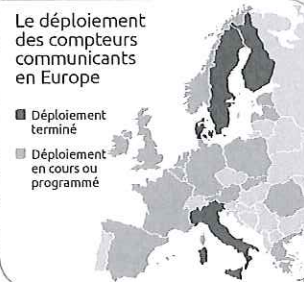 Le déploiement
des compteurs
communicants
en Europe
Déploiement
terminé
Déploiement
en cours ou
programmé